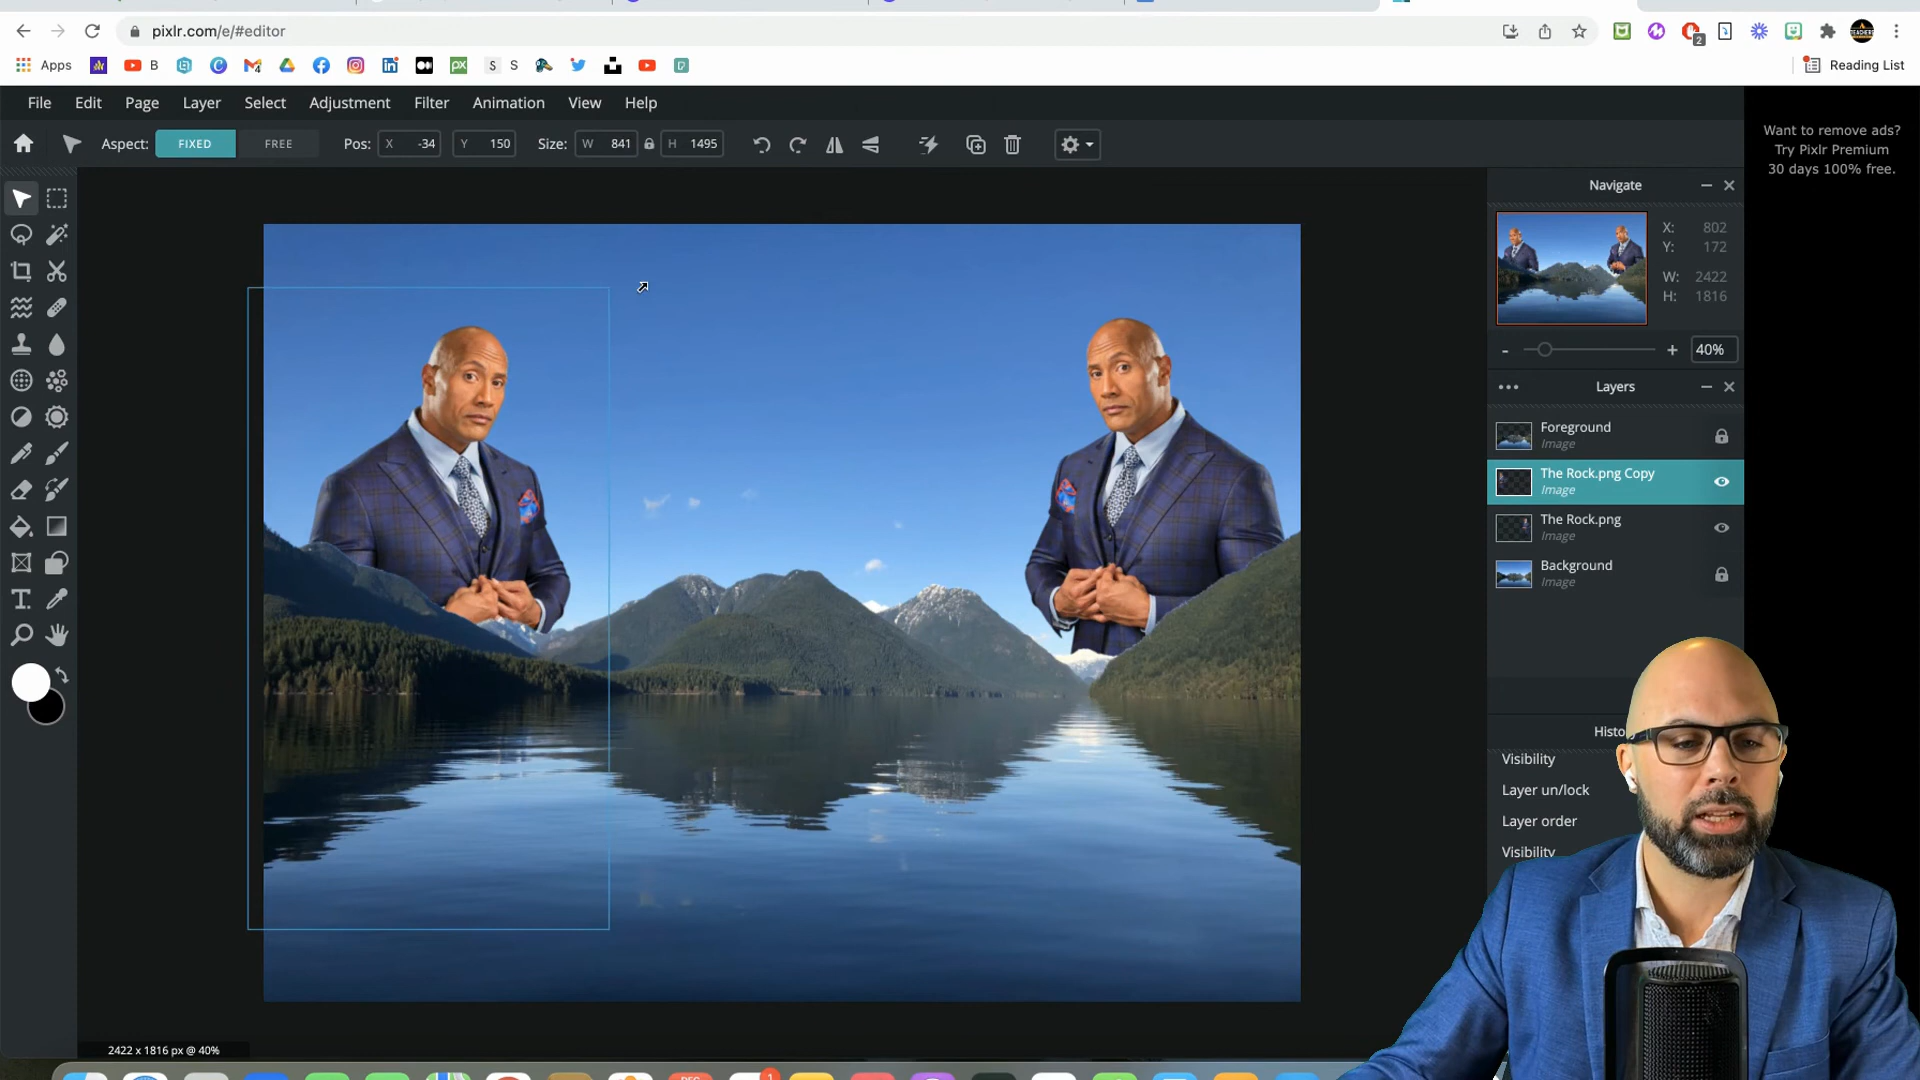 pixlr.com/e/#editor
2
Apps
B
4
S
S
Reading List
File
Edit
Page
Layer
Select
Adjustment
Filter
Animation
View
Help
Aspect:
FIXED
FREE
Pos:
X
-34
Y
150
Size:
W
841
H
1495
Want to remove ads?
Try Pixlr Premium
30 days 100% free.
Navigate
X: 802
Y: 172
W: 2422
H: 1816
-
+
40%
Layers
Foreground
Image
The Rock.png Copy
Image
The Rock.png
Image
Background
Image
Visibility
Layer un/lock
Layer order
Visibility
2422 x 1816 px @ 40%
1